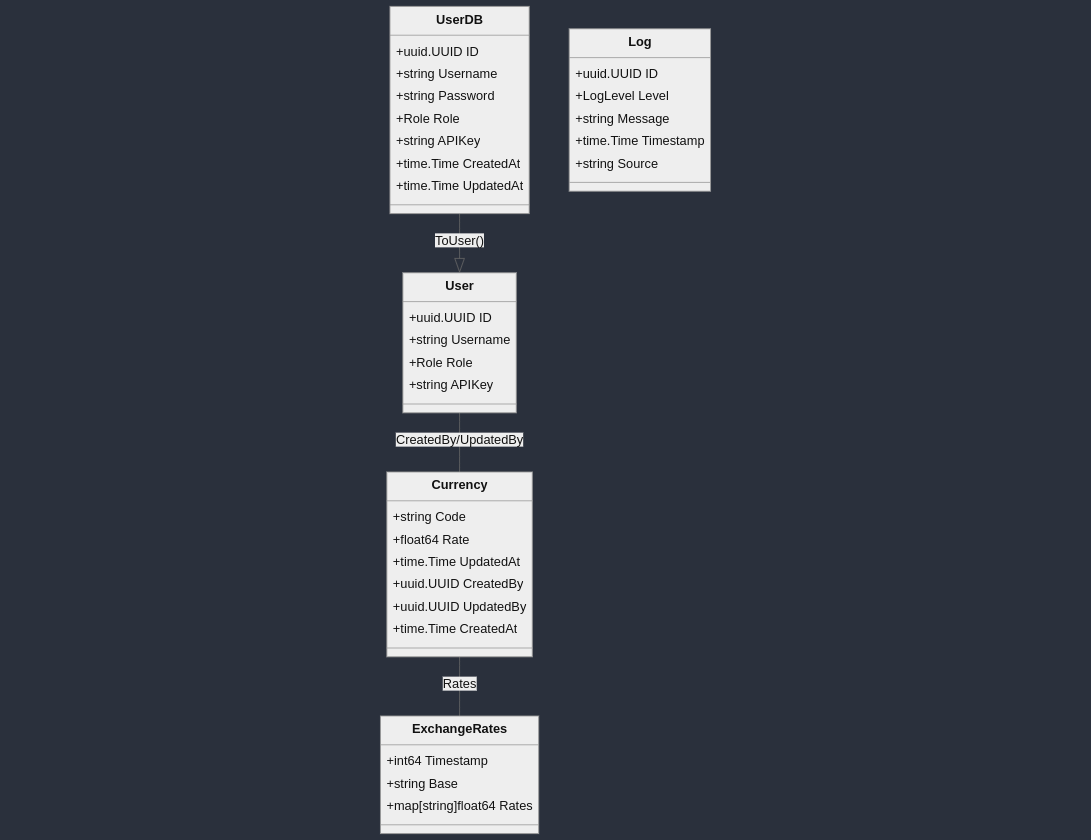 UserDB
+uuid.UUID ID
+string Username
+string Password
+Role Role
+string APIKey
+time.Time CreatedAt
+time.Time UpdatedAt
Log
+uuid.UUID ID
+LogLevel Level
+string Message
+time.Time Timestamp
+string Source
ToUser()
User
+uuid.UUID ID
+string Username
+Role Role
+string APIKey
CreatedBy/UpdatedBy
Currency
+string Code
+float64 Rate
+time.Time UpdatedAt
+uuid.UUID CreatedBy
+uuid.UUID UpdatedBy
+time.Time CreatedAt
Rates
ExchangeRates
+int64 Timestamp
+string Base
+map[string]float64 Rates